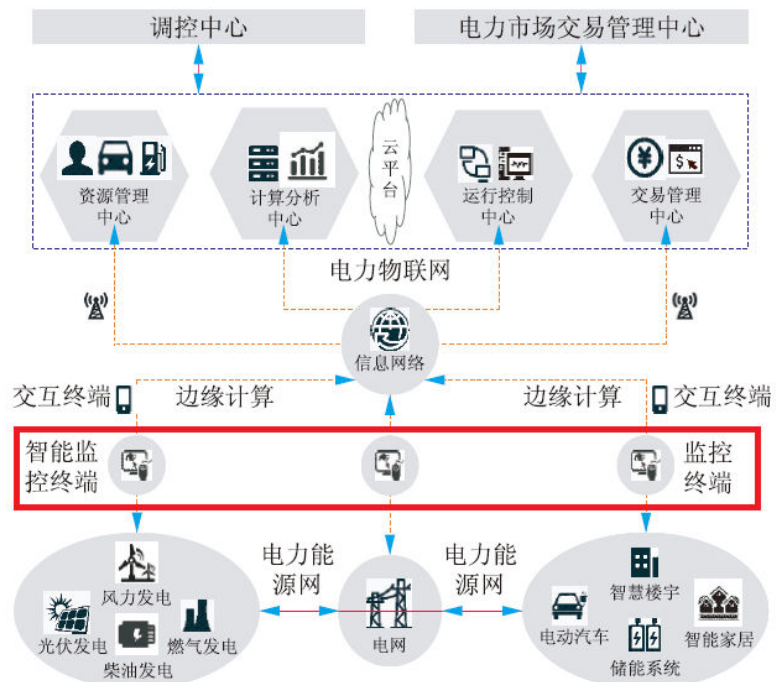 调控中心
电力市场交易管理中心
资源管理
中心
计算分析
中心
云
平
台
运行控制
中心
¥
$
交易管理
中心
电力物联网
信息网络
交互终端
边缘计算
边缘计算
交互终端
智能监
控终端
监控
终端
风力发电
光伏发电
燃气发电
柴油发电
电力能
源网
电网
电力能
源网
智慧楼宇
电动汽车
智能家居
储能系统